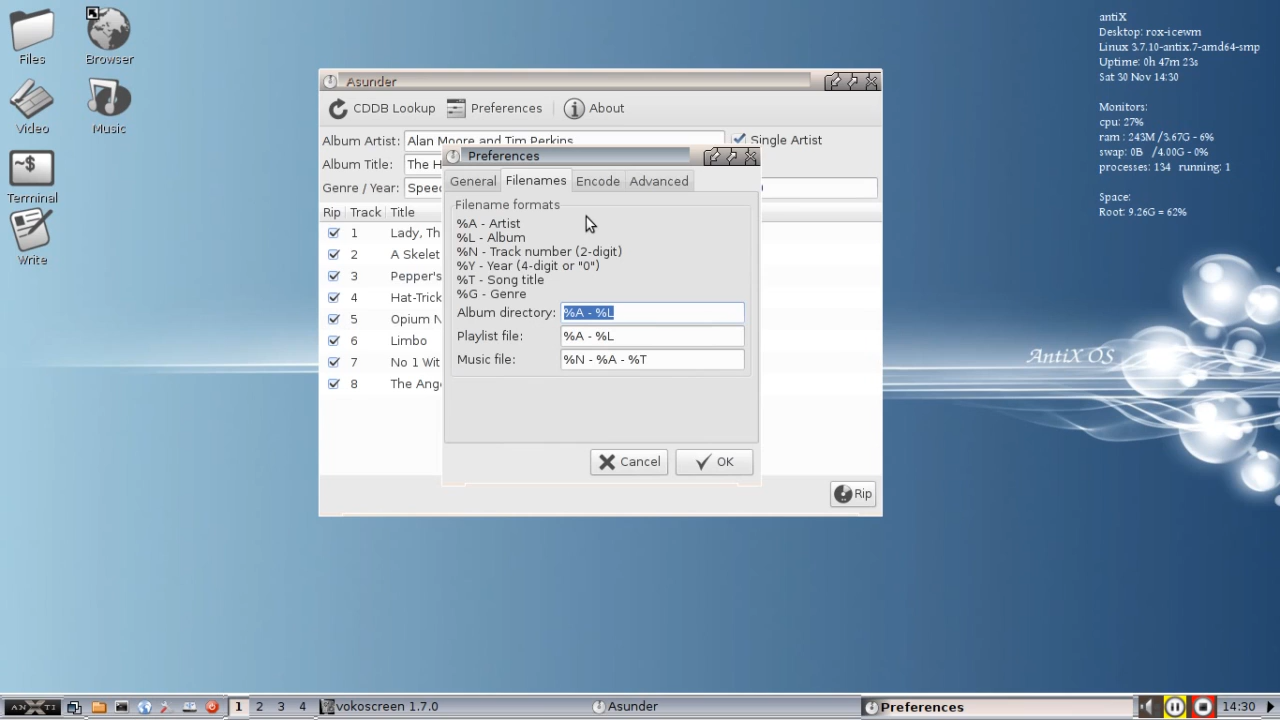 Files
Browser
Video
Music
~$
Terminal
Write
antiX
Desktop: rox-icewm
Linux 3.7.10-antix.7-amd64-smp
Uptime: 0h 47m 23s
Sat 30 Nov 14:30
Monitors:
cpu: 27%
ram : 243M /3.67G - 6%
swap: 0B /4.00G - 0%
processes: 134 running: 1
Space:
Root: 9.26G = 62%
AntiX OS
Asunder
CDDB Lookup Preferences About
Album Artist: Alan Moore and Tim Perkins Single Artist
Album Title: The H
Genre / Year: Speec
Rip Track Title
1 Lady, Th
2 A Skelet
3 Pepper's
4 Hat-Trick
5 Opium N
6 Limbo
7 No 1 Wit
8 The Ang
Rip
Preferences
General Filenames Encode Advanced
Filename formats
%A - Artist
%L - Album
%N - Track number (2-digit)
%Y - Year (4-digit or "0")
%T - Song title
%G - Genre
Album directory: %A - %L
Playlist file: %A - %L
Music file: %N - %A - %T
Cancel OK
ANTI 1 2 3 4 vokoscreen 1.7.0 Asunder Preferences 14:30